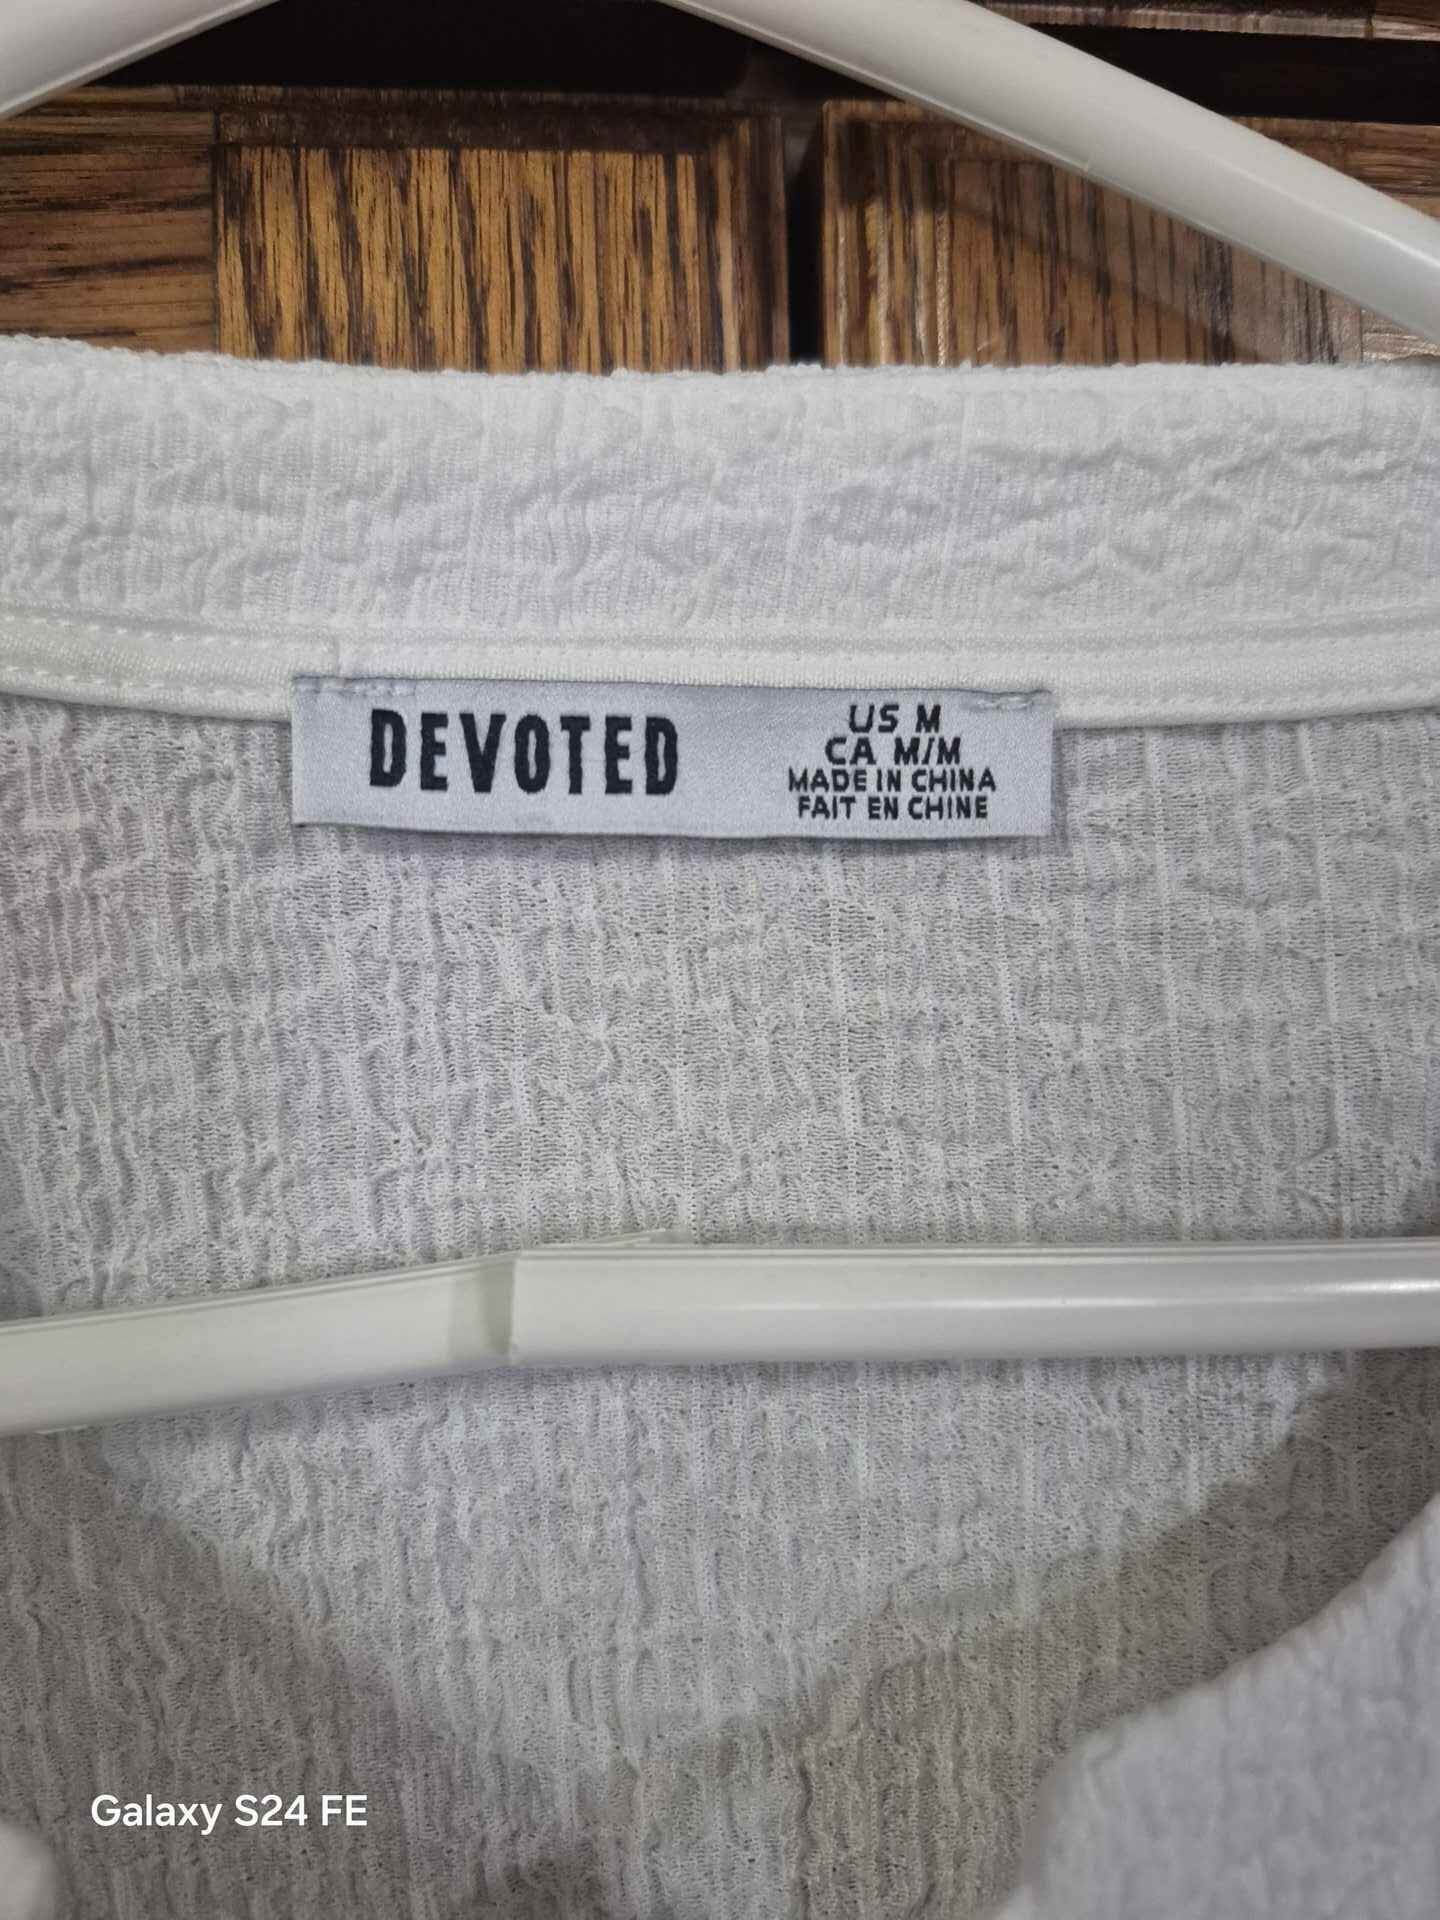 DEVOTED
US M
CA M/M
MADE IN CHINA
FAIT EN CHINE
Galaxy S24 FE